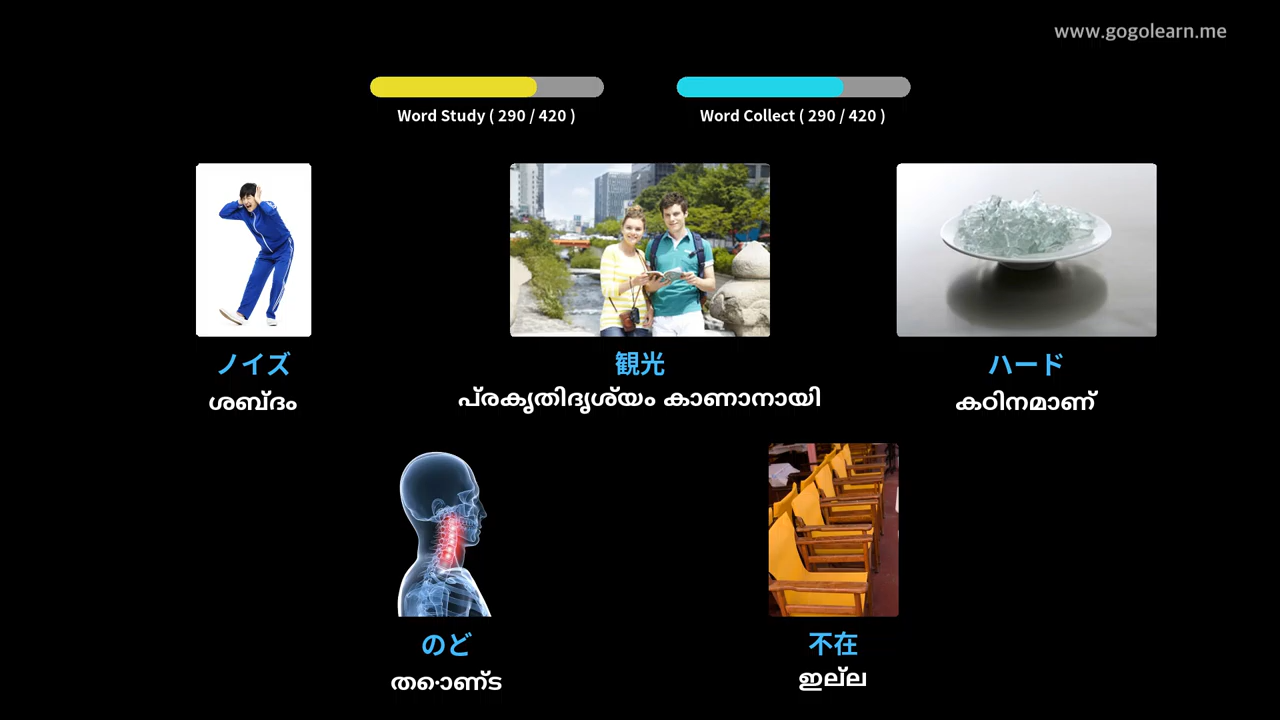 www.gogolearn.me
Word Study ( 290 / 420 )
Word Collect ( 290 / 420 )
ノイズ
ശബ്ദം
観光
പ്രകൃതിദൃശ്യം കാണാനായി
ハード
കഠിനമാണ്
のど
തൊണ്ട
不在
ഇല്ല